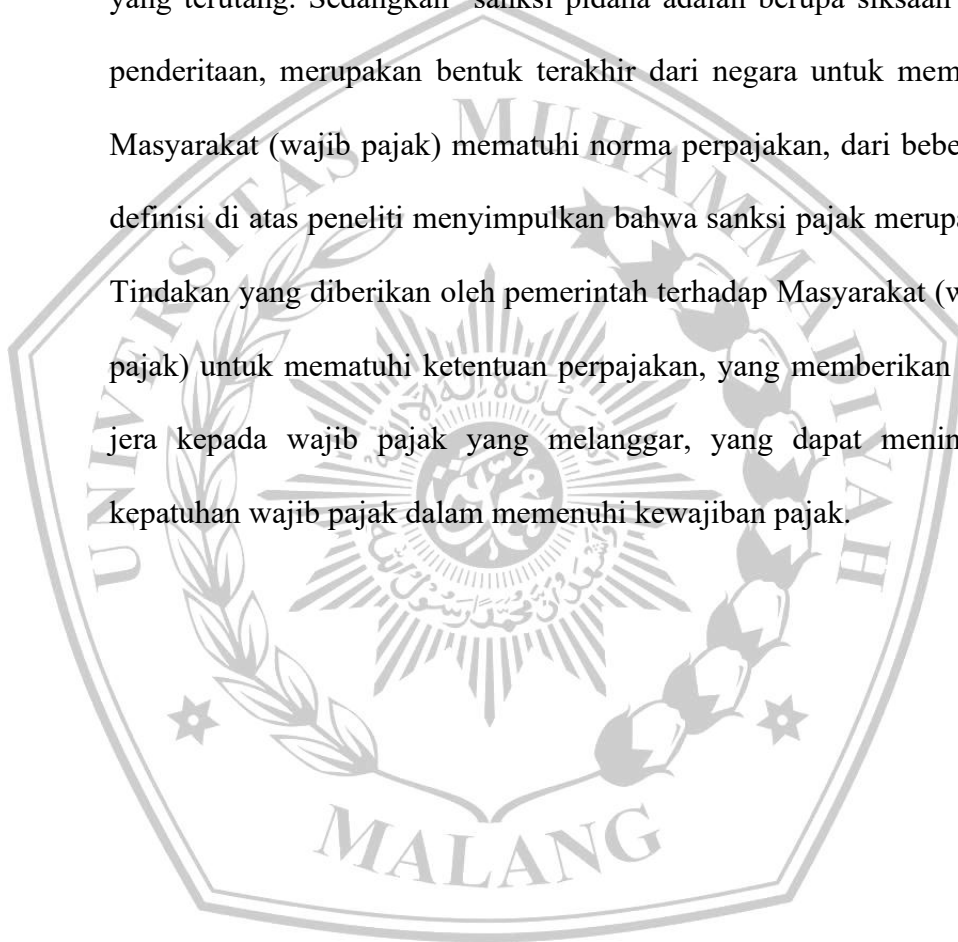 yang terutang. Sedangkan sanksi pidana adalah berupa siksaan
penderitaan, merupakan bentuk terakhir dari negara untuk mem
Masyarakat (wajib pajak) mematuhi norma perpajakan, dari bebe
definisi di atas peneliti menyimpulkan bahwa sanksi pajak merupa
Tindakan yang diberikan oleh pemerintah terhadap Masyarakat (w
pajak) untuk mematuhi ketentuan perpajakan, yang memberikan
jera kepada wajib pajak yang melanggar, yang dapat menin
kepatuhan wajib pajak dalam memenuhi kewajiban pajak.
UNIVERSITAS MUHAMMADIYAH
MALANG